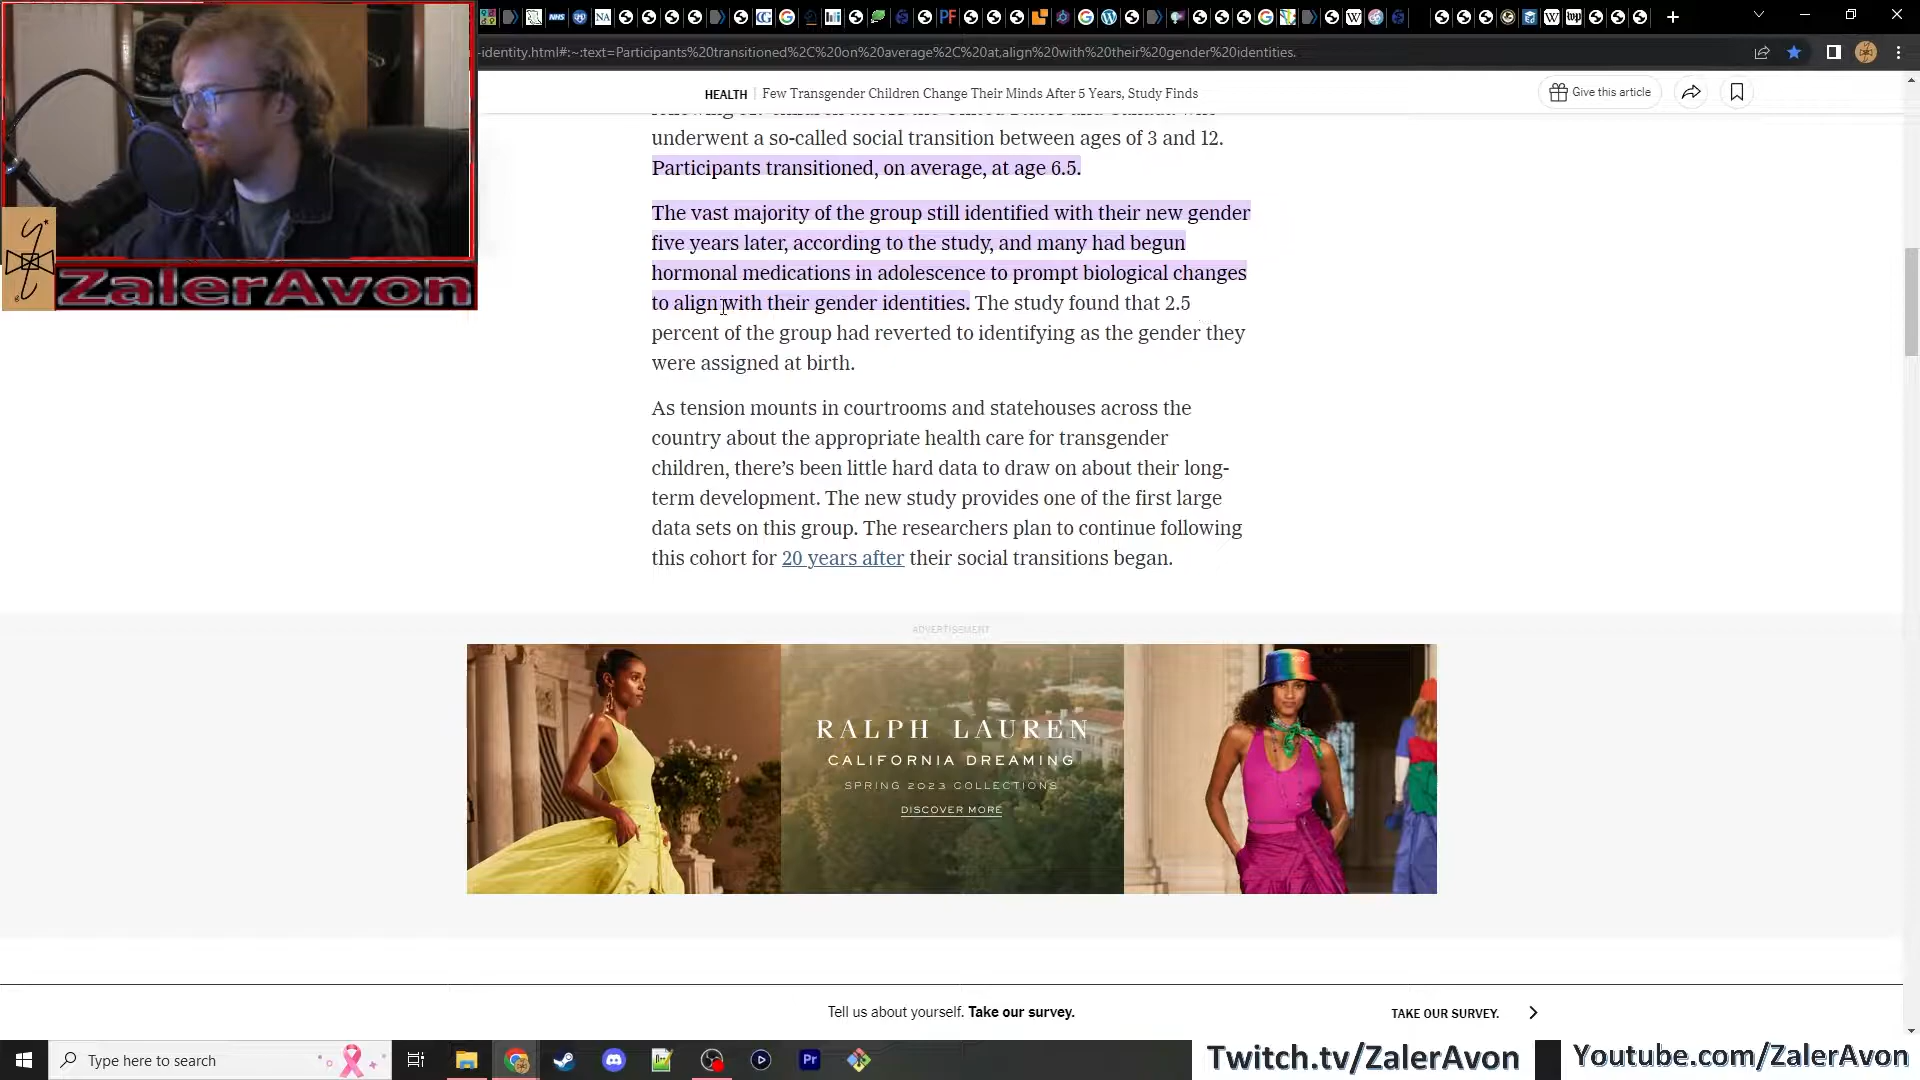 -identity.html#:~:text=Participants%20transitioned%2C%20on%20average%2C%20at,align%20with%20their%20gender%20identities.
HEALTH | Few Transgender Children Change Their Minds After 5 Years, Study Finds
Give this article
underwent a so-called social transition between ages of 3 and 12.
Participants transitioned, on average, at age 6.5.
The vast majority of the group still identified with their new gender
five years later, according to the study, and many had begun
hormonal medications in adolescence to prompt biological changes
to align with their gender identities. The study found that 2.5
percent of the group had reverted to identifying as the gender they
were assigned at birth.
As tension mounts in courtrooms and statehouses across the
country about the appropriate health care for transgender
children, there’s been little hard data to draw on about their long-
term development. The new study provides one of the first large
data sets on this group. The researchers plan to continue following
this cohort for 20 years after their social transitions began.
ADVERTISEMENT
RALPH LAUREN
CALIFORNIA DREAMING
SPRING 2023 COLLECTIONS
DISCOVER MORE
Tell us about yourself. Take our survey.
TAKE OUR SURVEY.
ZalerAvon
Type here to search
Pr
Twitch.tv/ZalerAvon
Youtube.com/ZalerAvon